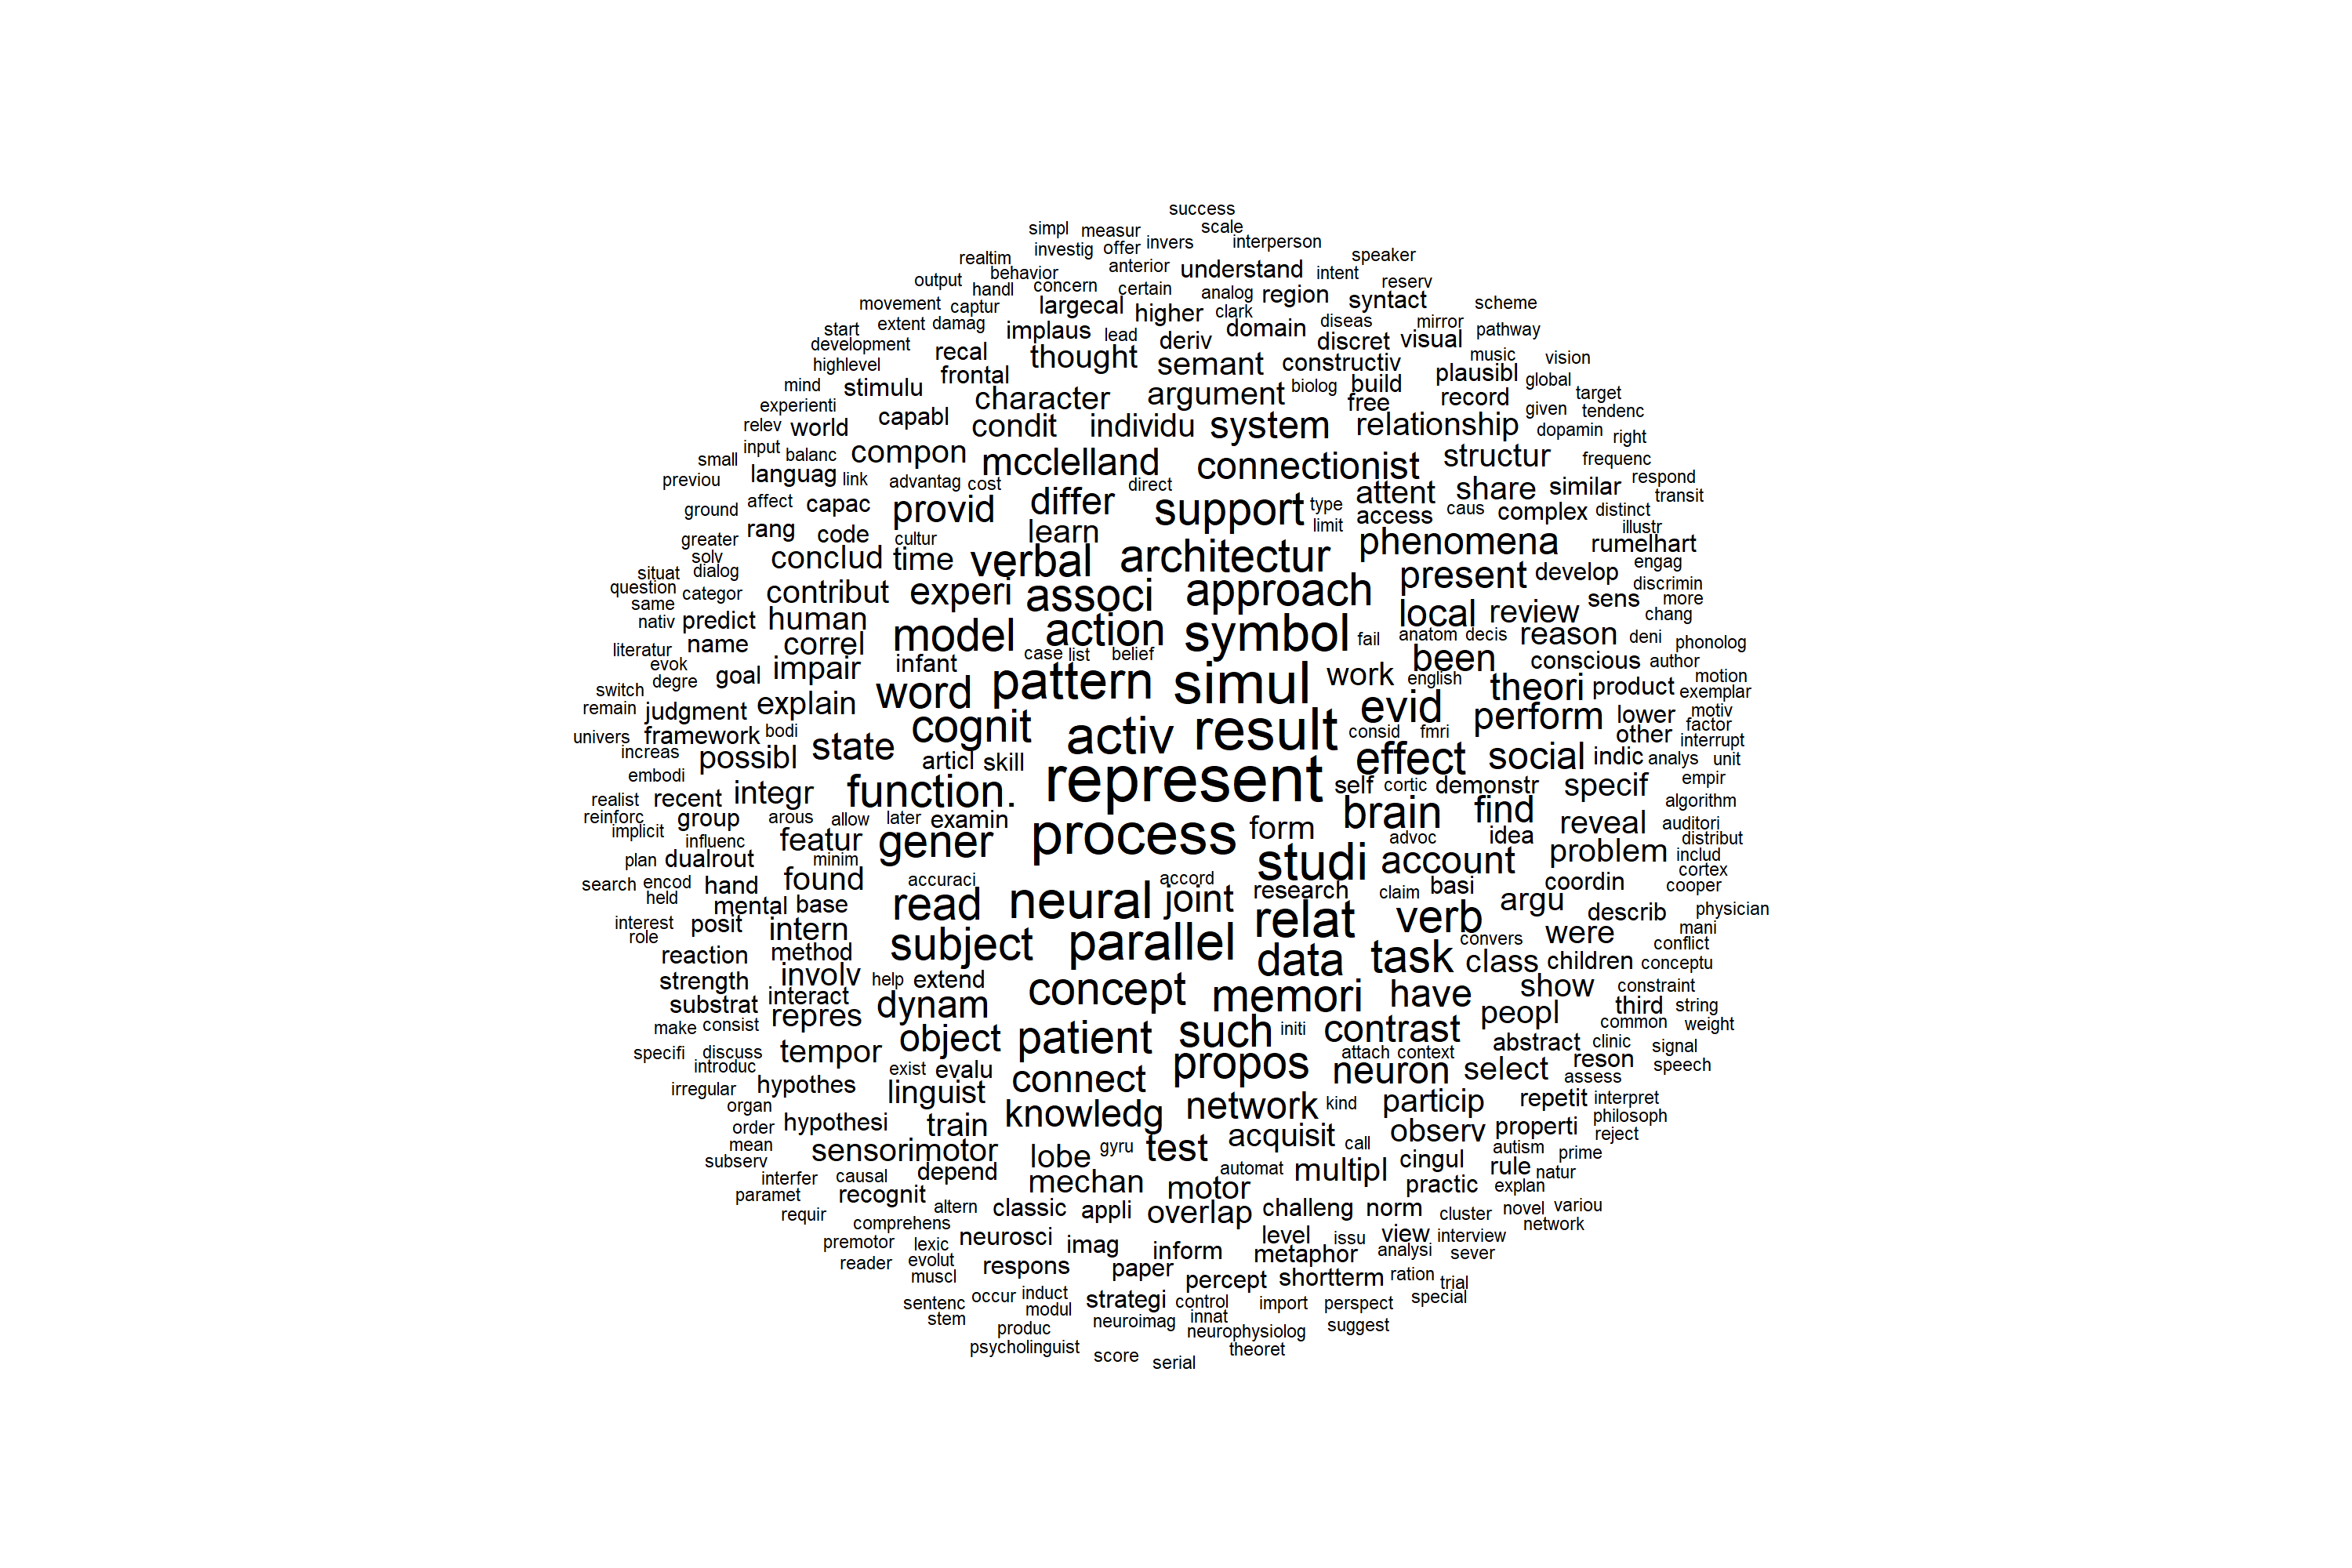 success
simpl measur scale
investig offer invers interperson
realtim speaker
behavior anterior understand intent
output handl concern certain analog region reserv
movement captur largecal higher clark syntact scheme
start extent damag implaus lead deriv domain diseas mirror pathway
development recal thought semant constructiv discret visual music vision
highlevel frontal plausibl global
mind stimulu character argument biolog build record target
experienti capabl free given tendenc
relev world condit individu system relationship dopamin right
input balanc compon mcclelland connectionist structur frequenc
small languag link advantag cost direct attent share similar respond
previou transit
ground affect capac provid differ support type access caus complex distinct
greater rang code cultur learn limit illustr
solv conclud time verbal architectur phenomena rumelhart
situat dialog engag
question categor contribut experi associ approach present develop discrimin
same human local review sens more
nativ predict model action symbol fail anatom decis reason deni chang phonolog
literatur name correl case list belief been conscious author
evok goal impair infant pattern simul work english theori product motion
degre exemplar
switch judgment explain word motiv
remain evid perform lower factor
univers framework bodi cognit activ result consid fmri other interrupt
increas possibl state articl skill effect social indic analys unit
embodi function. represent self cortic demonstr specif empir
realist recent integr brain find algorithm
reinforc group arous allow later examin process form reveal auditori
implicit influenc featur gener advoc idea distribut
plan dualrout minim studi account problem includ
search encod hand found accuraci accord research claim basi coordin cortex
held mental base read neural joint argu cooper
interest posit intern relat verb describ physician
role subject parallel convers were mani
reaction method data task class children conflict conceptu
strength involv help extend concept memori have show constraint
substrat interact dynam peopl third string
make consist repres object patient such initi contrast common weight
specifi discuss tempor attach context abstract clinic signal
introduc exist evalu propos neuron select reson speech
irregular hypothes linguist connect assess
organ knowledg network kind particip repetit interpret
order hypothesi train acquisit call observ properti philosoph
mean sensorimotor lobe gyru test autism prime reject
subserv depend mechan automat multipl cingul rule natur
interfer causal motor practic explan
paramet recognit altern classic appli overlap challeng norm novel variou
requir comprehens cluster network
premotor lexic neurosci imag inform level issu view interview
reader evolut metaphor analysi sever
muscl respons paper percept shortterm ration trial
sentenc occur induct strategi control import perspect special
stem modul neuroimag innat
produc neurophysiolog suggest
psycholinguist score serial theoret